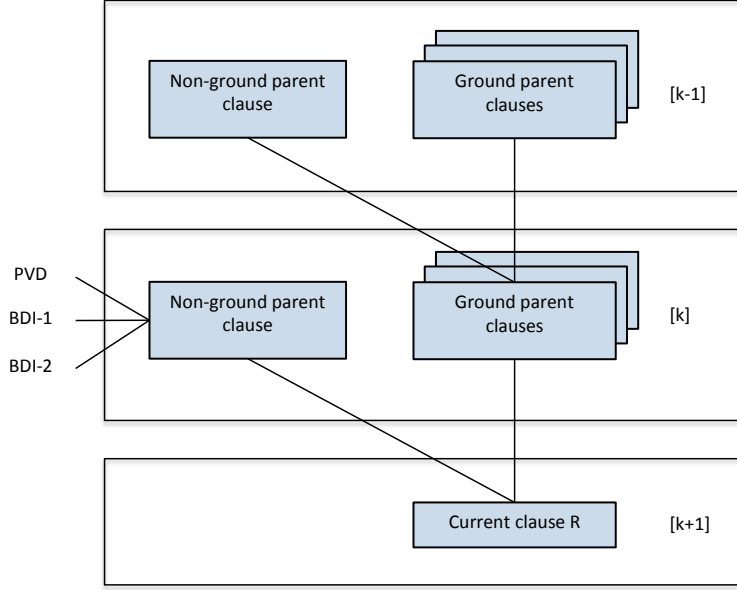 Non-ground parent
clause
Ground parent
clauses
[k-1]
PVD
BDI-1
BDI-2
Non-ground parent
clause
Ground parent
clauses
[k]
Current clause R
[k+1]